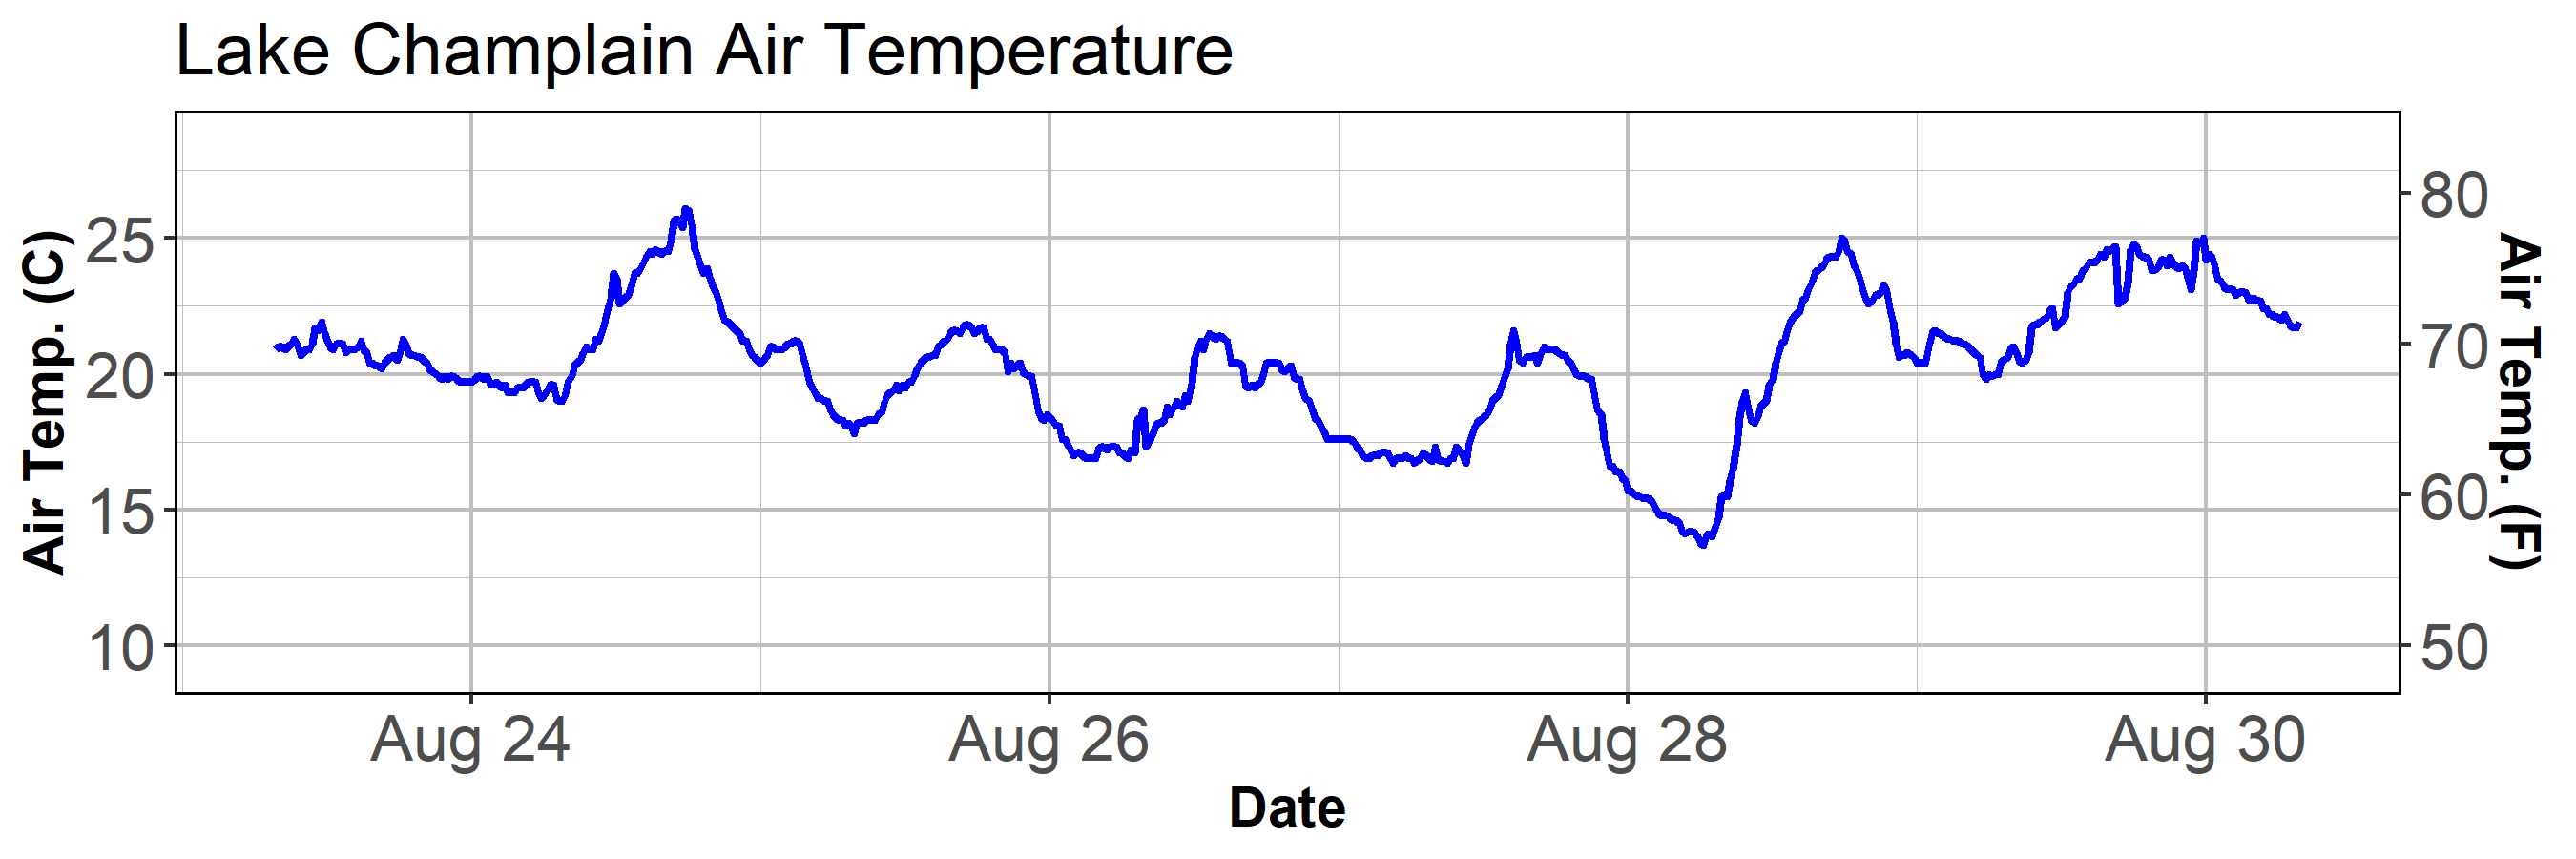 Lake Champlain Air Temperature
Air Temp. (C)
25
20
15
10
80
70
60
50
Air Temp. (F)
Aug 24
Aug 26
Aug 28
Aug 30
Date